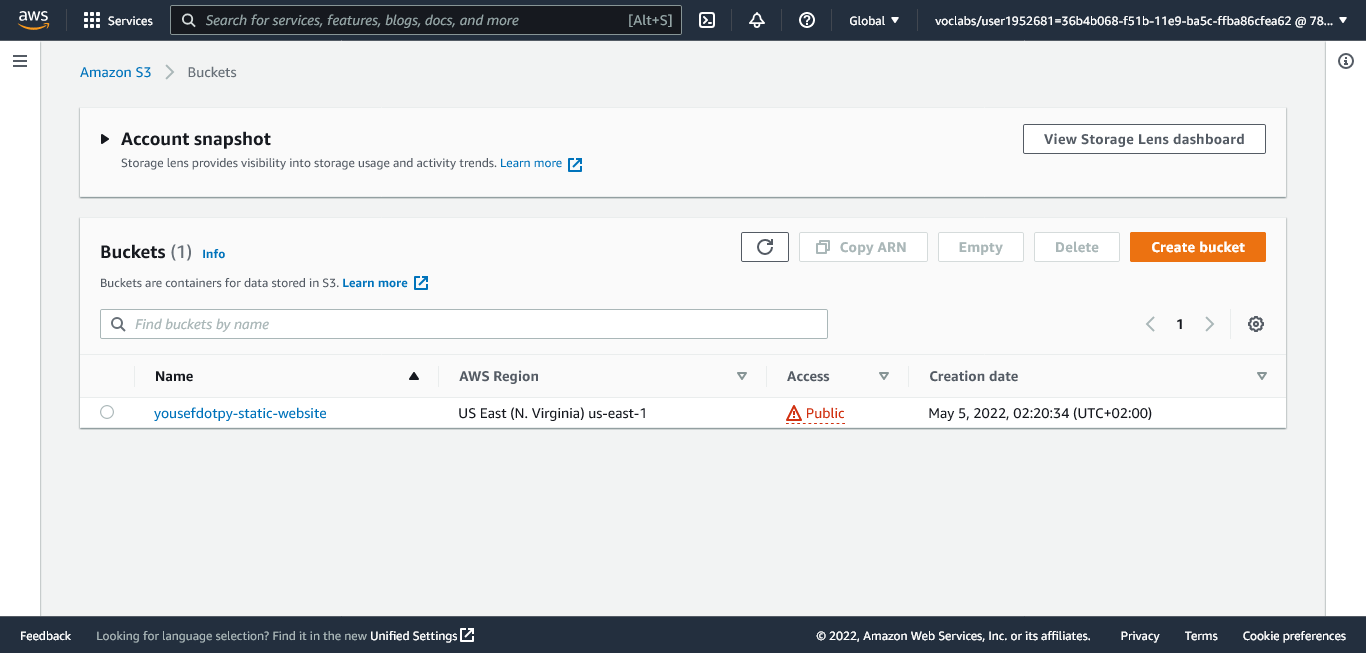 aws Services Search for services, features, blogs, docs, and more [Alt+S] Global voclabs/user1952681=36b4b068-f51b-11e9-ba5c-ffba86cfea62 @ 78...
Amazon S3 Buckets
Account snapshot View Storage Lens dashboard
Storage lens provides visibility into storage usage and activity trends. Learn more
Buckets (1) Info Copy ARN Empty Delete Create bucket
Buckets are containers for data stored in S3. Learn more
Find buckets by name 1
Name AWS Region Access Creation date
yousefdotpy-static-website US East (N. Virginia) us-east-1 Public May 5, 2022, 02:20:34 (UTC+02:00)
Feedback Looking for language selection? Find it in the new Unified Settings © 2022, Amazon Web Services, Inc. or its affiliates. Privacy Terms Cookie preferences